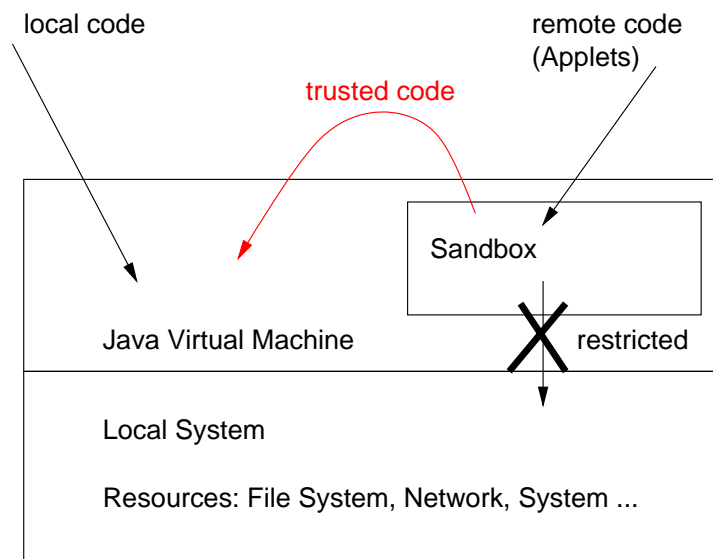 local code
remote code
(Applets)
trusted code
Sandbox
Java Virtual Machine
restricted
Local System
Resources: File System, Network, System ...